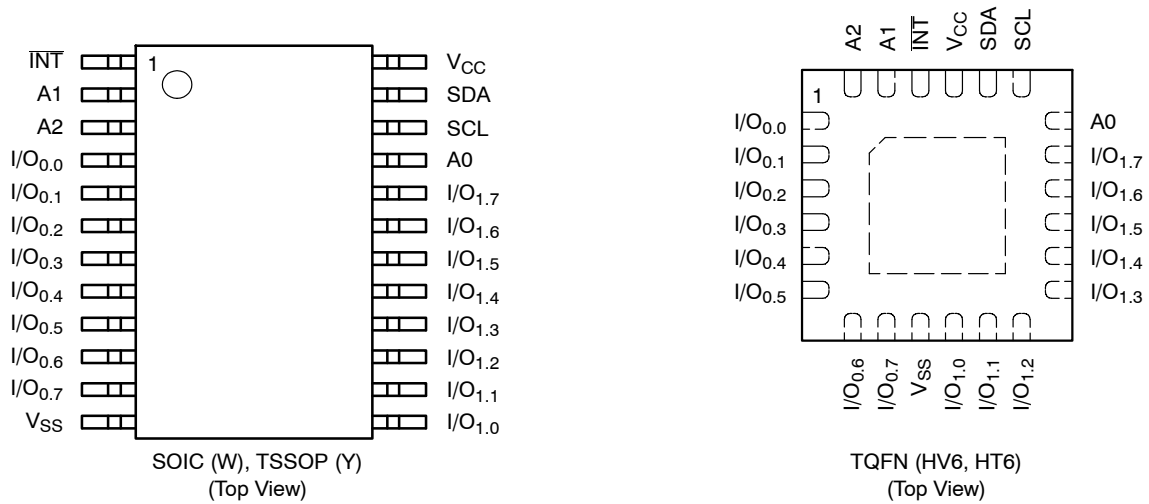 INT
A1
A2
I/O0.0
I/O0.1
I/O0.2
I/O0.3
I/O0.4
I/O0.5
I/O0.6
I/O0.7
VSS
1
VCC
SDA
SCL
A0
I/O1.7
I/O1.6
I/O1.5
I/O1.4
I/O1.3
I/O1.2
I/O1.1
I/O1.0
SOIC (W), TSSOP (Y)
(Top View)
A2
A1
INT
VCC
SDA
SCL
1
I/O0.0
I/O0.1
I/O0.2
I/O0.3
I/O0.4
I/O0.5
A0
I/O1.7
I/O1.6
I/O1.5
I/O1.4
I/O1.3
I/O0.6
I/O0.7
VSS
I/O1.0
I/O1.1
I/O1.2
TQFN (HV6, HT6)
(Top View)